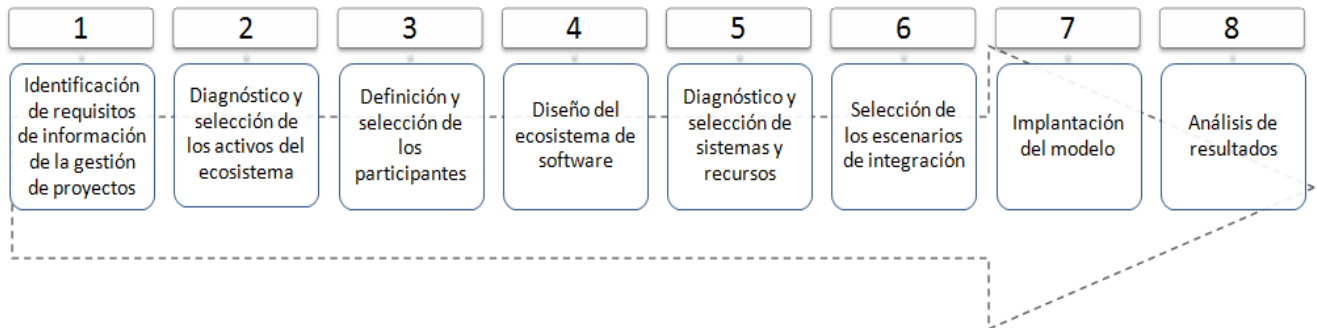 1
Identificación
de requisitos
de información
de la gestión
de proyectos
2
Diagnóstico y
selección de
los activos del
ecosistema
3
Definición y
selección de
los
participantes
4
Diseño del
ecosistema de
software
5
Diagnóstico y
selección de
sistemas y
recursos
6
Selección de
los escenarios
de integración
7
Implantación
del modelo
8
Análisis de
resultados